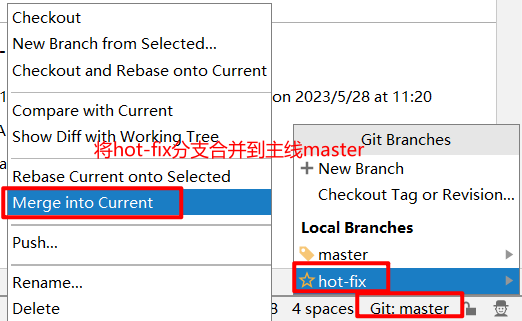 Checkout
New Branch from Selected...
Checkout and Rebase onto Current
Compare with Current
Show Diff with Working Tree
Rebase Current onto Selected
Merge into Current
Push...
Rename...
Delete
on 2023/5/28 at 11:20
将hot-fix分支合并到主线master
Git Branches
+ New Branch
Checkout Tag or Revision...
Local Branches
master
hot-fix
8 4 spaces Git: master